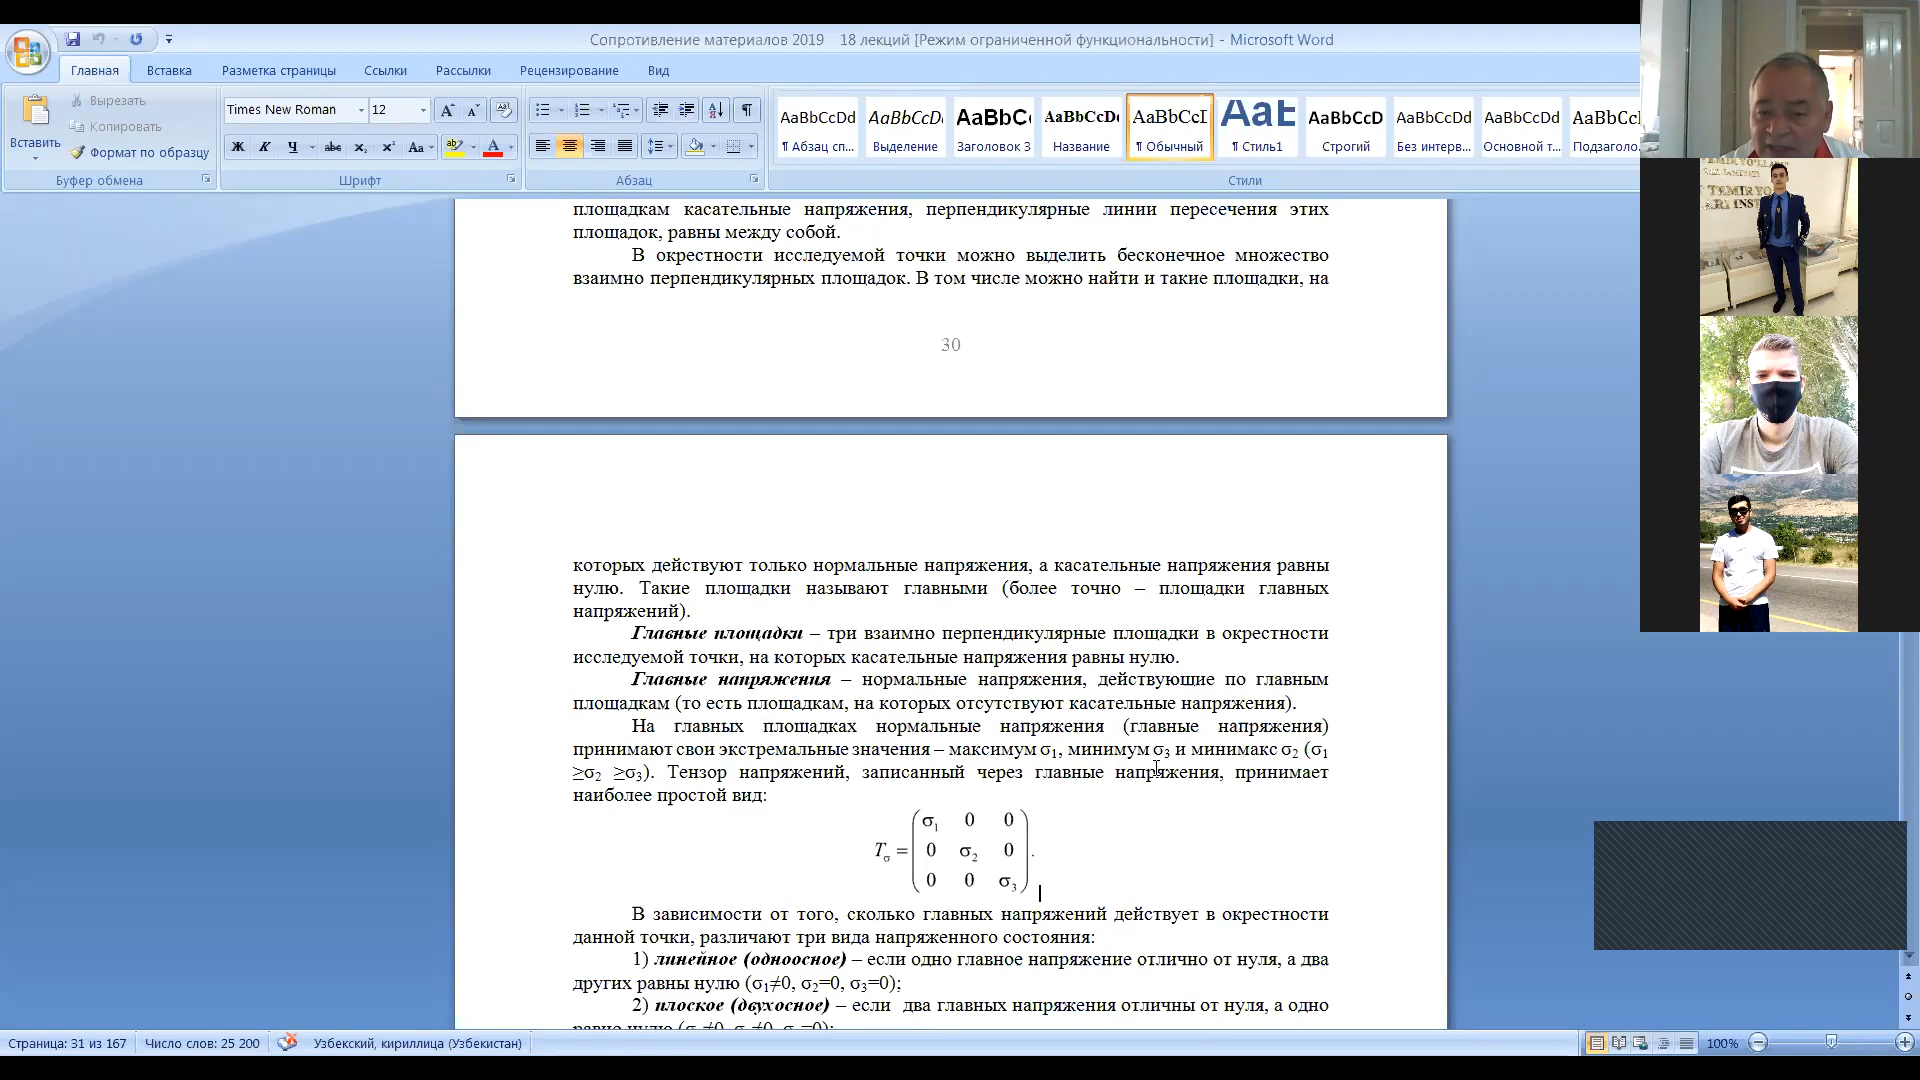 Сопротивление материалов 2019    18 лекций [Режим ограниченной функциональности] - Microsoft Word
Главная
Вставка
Разметка страницы
Ссылки
Рассылки
Рецензирование
Вид
Вставить
Вырезать
Копировать
Формат по образцу
Буфер обмена
Times New Roman
12
Ж К Ч abc x₂ x² Aa
Шрифт
Абзац
AaBbCcDd AaBbCcD AaBbC AaBbCcD AaBbCcI AaB AaBbCcD AaBbCcDd AaBbCcDd AaBbCcI
¶ Абзац сп... Выделение Заголовок 3 Название ¶ Обычный ¶ Стиль1 Строгий Без интерв... Основной т... Подзаголо
Стили
TEMIR YO
площадкам касательные напряжения, перпендикулярные линии пересечения этих
площадок, равны между собой.
В окрестности исследуемой точки можно выделить бесконечное множество
взаимно перпендикулярных площадок. В том числе можно найти и такие площадки, на
30
которых действуют только нормальные напряжения, а касательные напряжения равны
нулю. Такие площадки называют главными (более точно – площадки главных
напряжений).
Главные площадки – три взаимно перпендикулярные площадки в окрестности
исследуемой точки, на которых касательные напряжения равны нулю.
Главные напряжения – нормальные напряжения, действующие по главным
площадкам (то есть площадкам, на которых отсутствуют касательные напряжения).
На главных площадках нормальные напряжения (главные напряжения)
принимают свои экстремальные значения – максимум σ₁, минимум σ₃ и минимакс σ₂ (σ₁
≥σ₂ ≥σ₃). Тензор напряжений, записанный через главные напряжения, принимает
наиболее простой вид:
σ₁ 0 0
T_σ = 0 σ₂ 0 .
0 0 σ₃
В зависимости от того, сколько главных напряжений действует в окрестности
данной точки, различают три вида напряженного состояния:
1) линейное (одноосное) – если одно главное напряжение отлично от нуля, а два
других равны нулю (σ₁≠0, σ₂=0, σ₃=0);
2) плоское (двухосное) – если  два главных напряжения отличны от нуля, а одно
Страница: 31 из 167
Число слов: 25 200
Узбекский, кириллица (Узбекистан)
100%